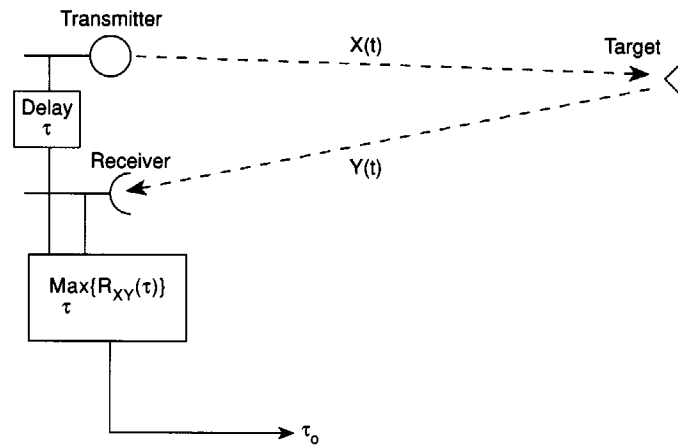 Transmitter
X(t)
Target
Delay
τ
Receiver
Y(t)
Max{R_XY(τ)}
τ
τ_o